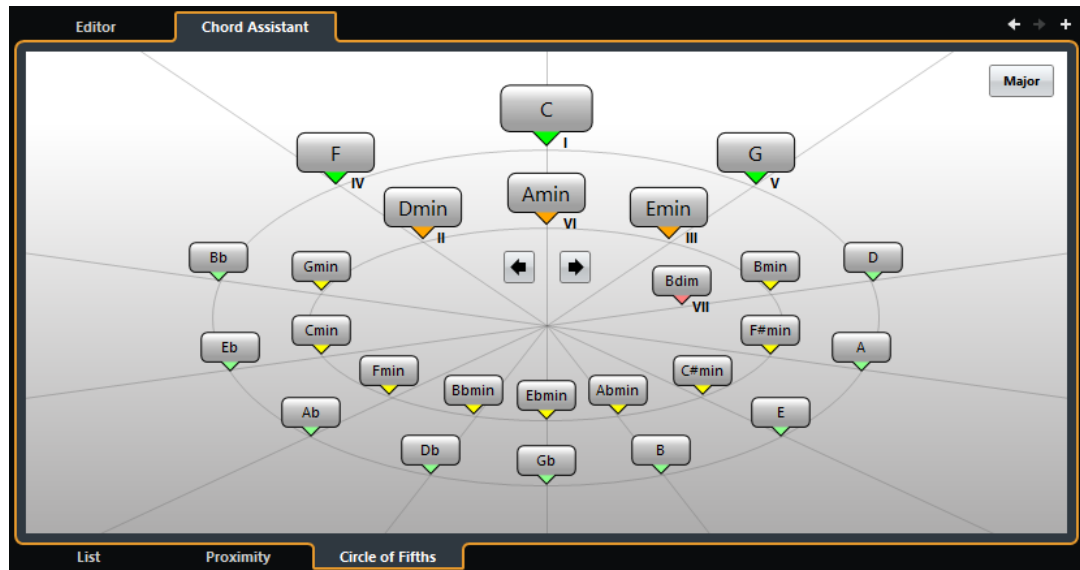 Editor
Chord Assistant
Major
C
I
F
IV
G
V
Amin
VI
Dmin
II
Emin
III
Bb
Gmin
Bmin
D
Bdim
VII
Eb
Cmin
F#min
A
Fmin
C#min
Bbmin
Ebmin
Abmin
Ab
E
Db
Gb
B
List
Proximity
Circle of Fifths